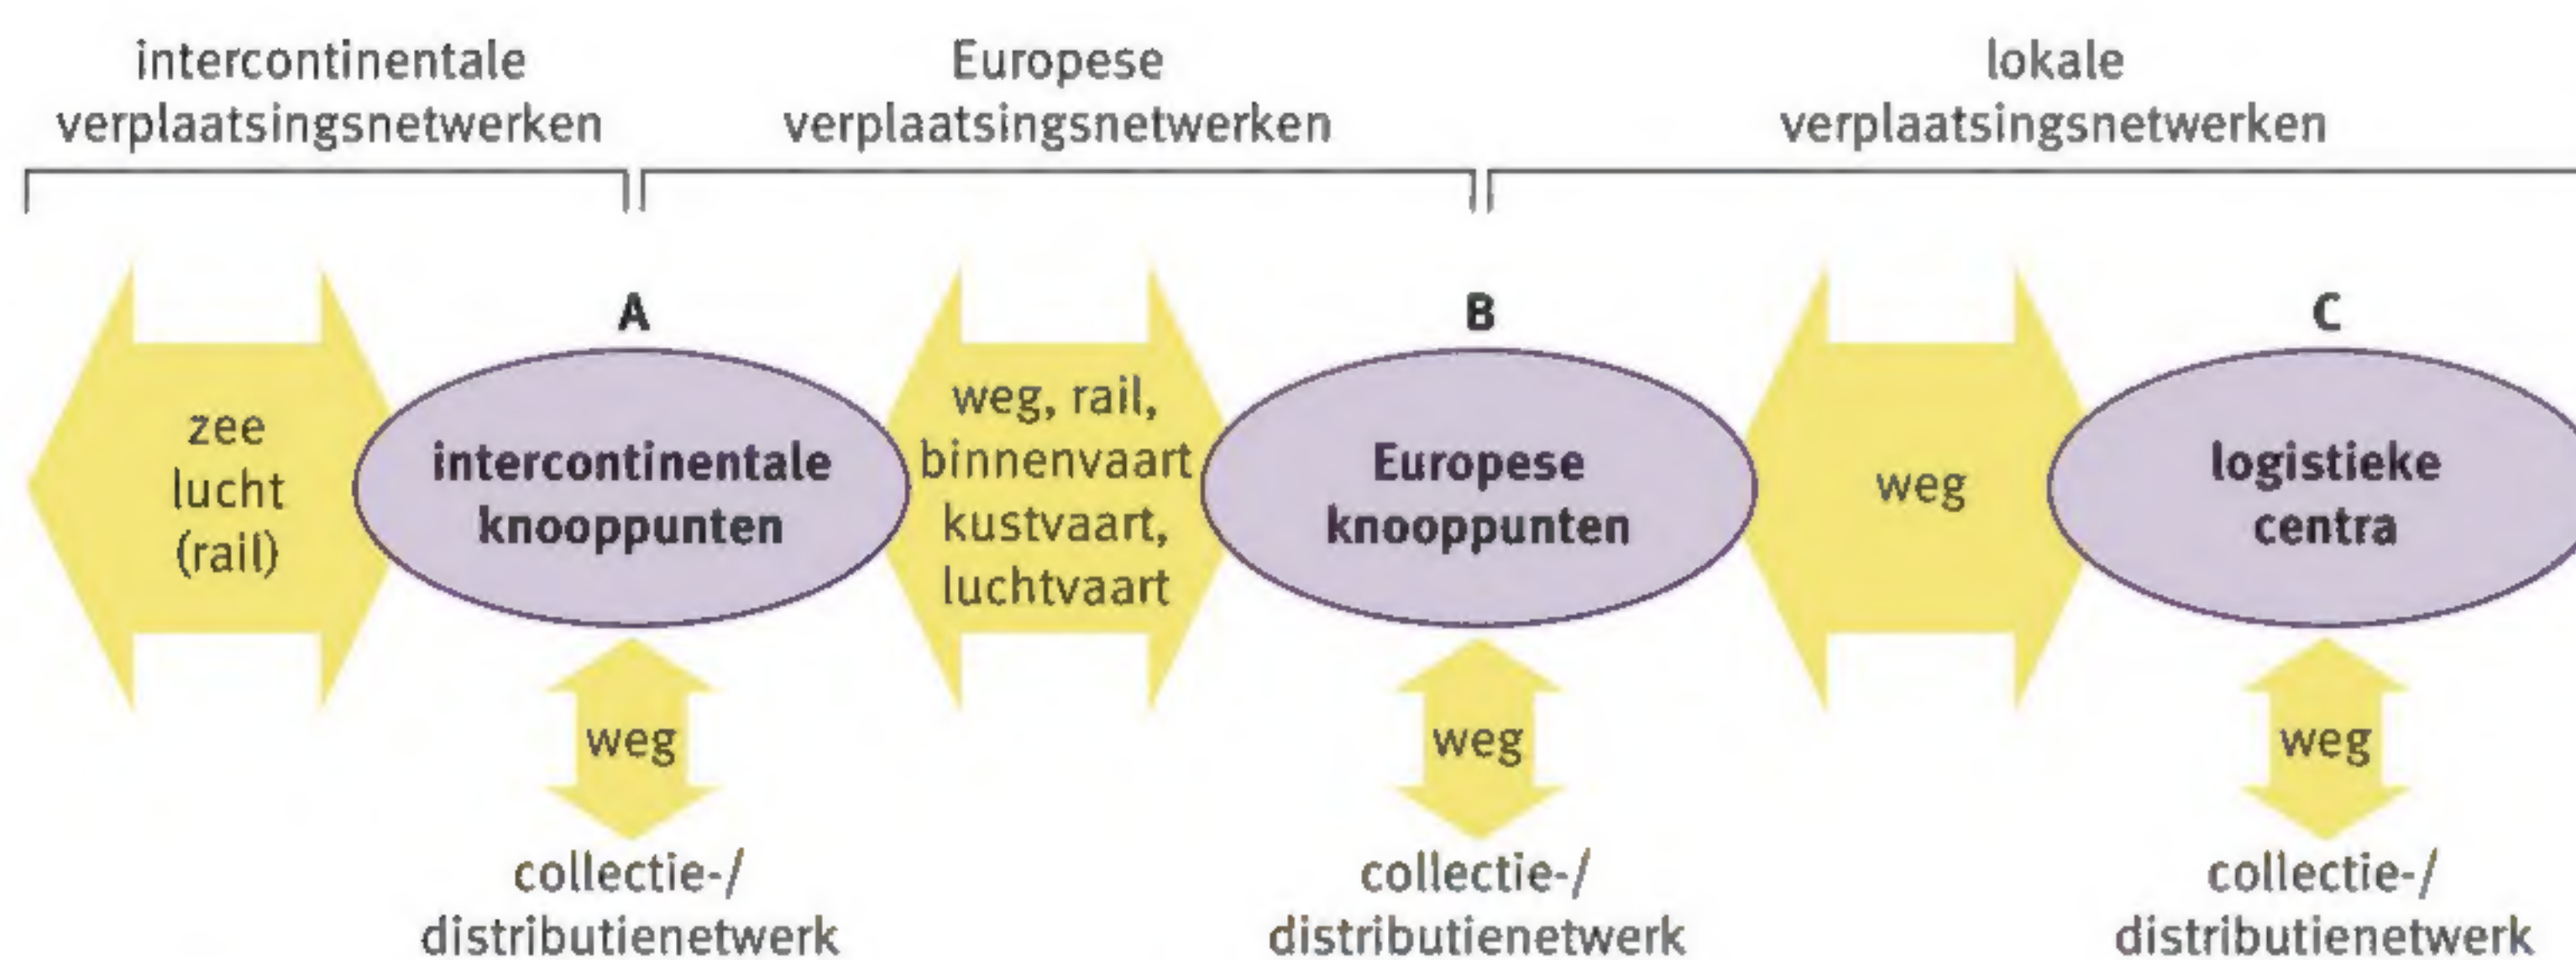 intercontinentale
verplaatsingsnetwerken
Europese
verplaatsingsnetwerken
lokale
verplaatsingsnetwerken
zee
lucht
(rail)
A
intercontinentale
knooppunten
weg, rail,
binnenvaart
kustvaart,
luchtvaart
B
Europese
knooppunten
weg
C
logistieke
centra
weg
collectie-/
distributienetwerk
weg
collectie-/
distributienetwerk
weg
collectie-/
distributienetwerk